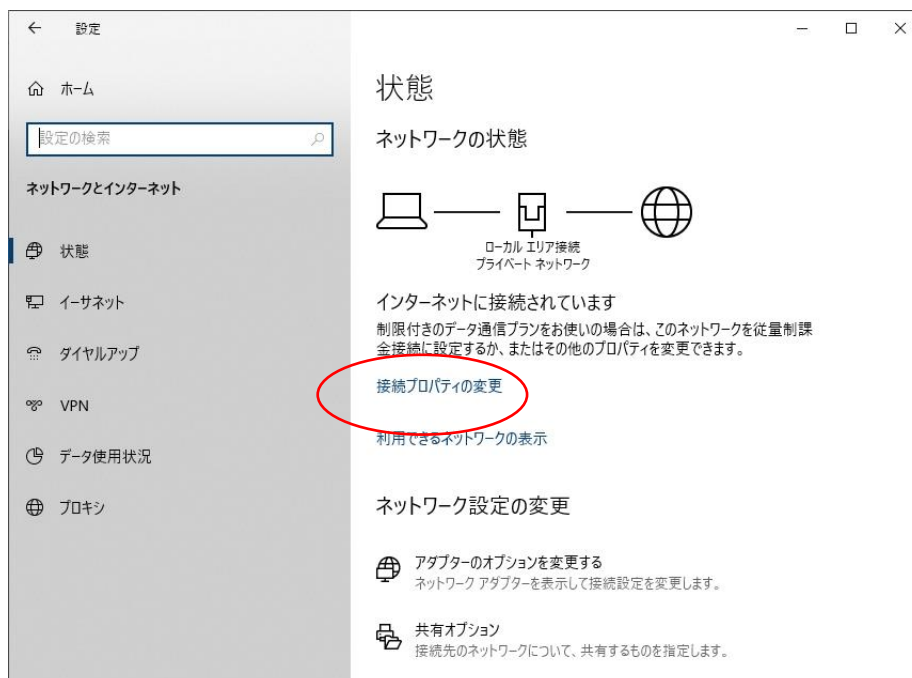 設定
ホーム
設定の検索
ネットワークとインターネット
状態
イーサネット
ダイヤルアップ
VPN
データ使用状況
プロキシ
状態
ネットワークの状態
ローカル エリア接続
プライベート ネットワーク
インターネットに接続されています
制限付きのデータ通信プランをお使いの場合は、このネットワークを従量制課
金接続に設定するか、またはその他のプロパティを変更できます。
接続プロパティの変更
利用できるネットワークの表示
ネットワーク設定の変更
アダプターのオプションを変更する
ネットワーク アダプターを表示して接続設定を変更します。
共有オプション
接続先のネットワークについて、共有するものを指定します。